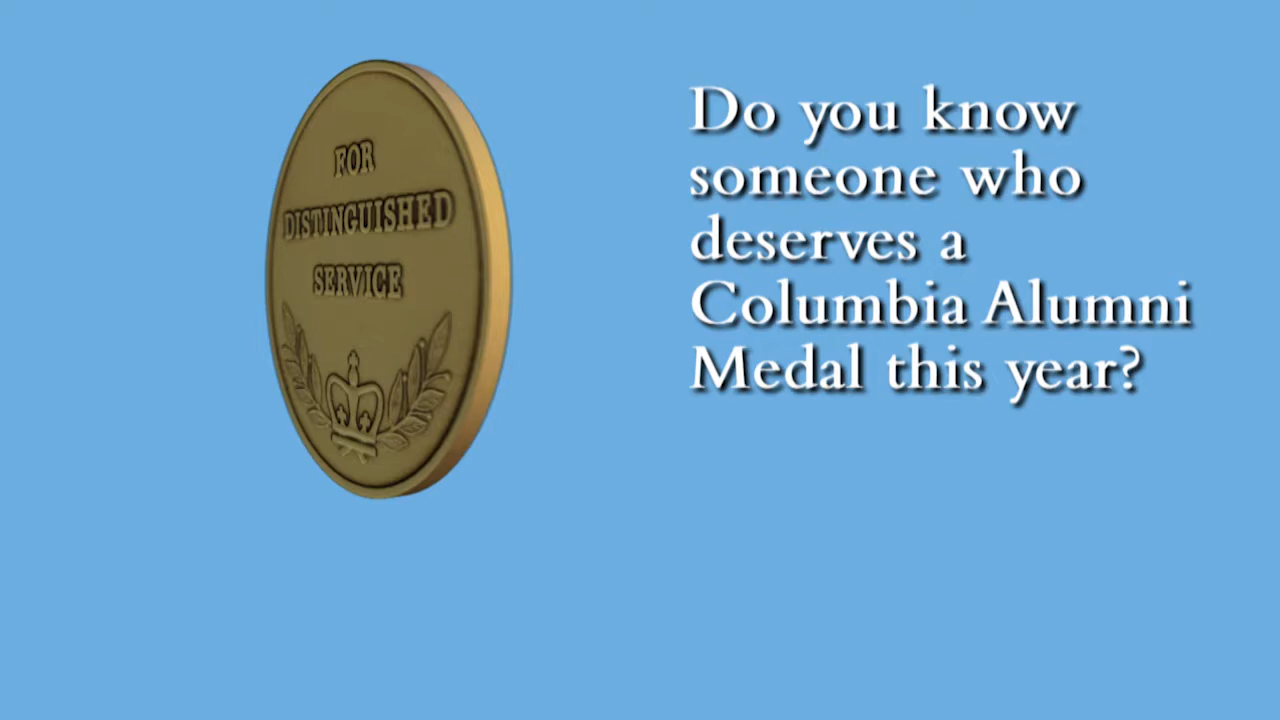 FOR
DISTINGUISHED
SERVICE
Do you know
someone who
deserves a
Columbia Alumni
Medal this year?